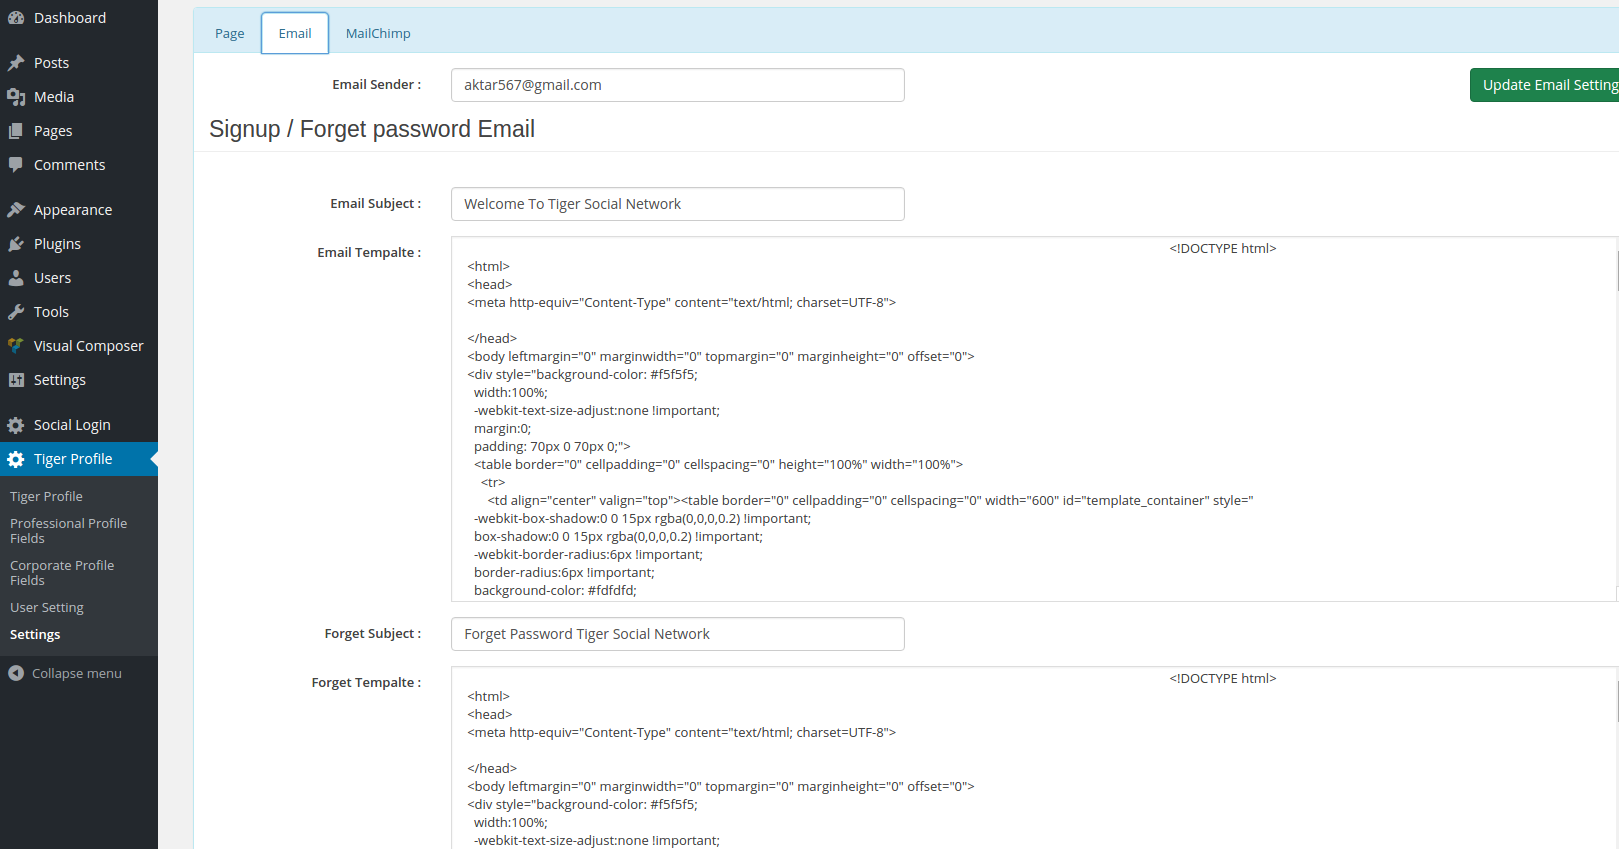 Dashboard
Posts
Media
Pages
Comments
Appearance
Plugins
Users
Tools
Visual Composer
Settings
Social Login
Tiger Profile
Tiger Profile
Professional Profile
Fields
Corporate Profile
Fields
User Setting
Settings
Collapse menu
Page Email MailChimp
Email Sender : aktar567@gmail.com Update Email Setting
Signup / Forget password Email
Email Subject : Welcome To Tiger Social Network
Email Tempalte : <!DOCTYPE html>
<html>
<head>
<meta http-equiv="Content-Type" content="text/html; charset=UTF-8">
</head>
<body leftmargin="0" marginwidth="0" topmargin="0" marginheight="0" offset="0">
<div style="background-color: #f5f5f5;
width:100%;
-webkit-text-size-adjust:none !important;
margin:0;
padding: 70px 0 70px 0;">
<table border="0" cellpadding="0" cellspacing="0" height="100%" width="100%">
<tr>
<td align="center" valign="top"><table border="0" cellpadding="0" cellspacing="0" width="600" id="template_container" style="
-webkit-box-shadow:0 0 15px rgba(0,0,0,0.2) !important;
box-shadow:0 0 15px rgba(0,0,0,0.2) !important;
-webkit-border-radius:6px !important;
border-radius:6px !important;
background-color: #fdfdfd;
Forget Subject : Forget Password Tiger Social Network
Forget Tempalte : <!DOCTYPE html>
<html>
<head>
<meta http-equiv="Content-Type" content="text/html; charset=UTF-8">
</head>
<body leftmargin="0" marginwidth="0" topmargin="0" marginheight="0" offset="0">
<div style="background-color: #f5f5f5;
width:100%;
-webkit-text-size-adjust:none !important;